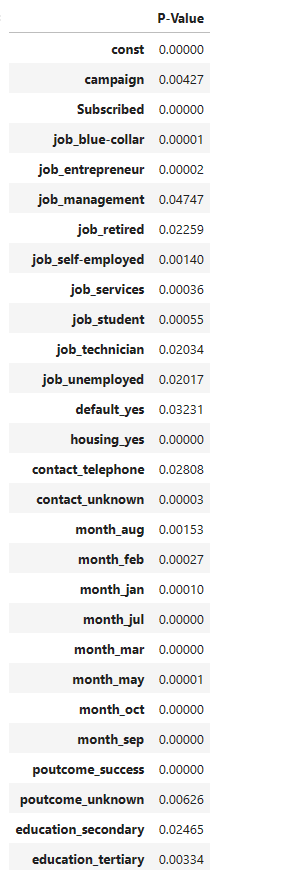 P-Value
const 0.00000
campaign 0.00427
Subscribed 0.00000
job_blue-collar 0.00001
job_entrepreneur 0.00002
job_management 0.04747
job_retired 0.02259
job_self-employed 0.00140
job_services 0.00036
job_student 0.00055
job_technician 0.02034
job_unemployed 0.02017
default_yes 0.03231
housing_yes 0.00000
contact_telephone 0.02808
contact_unknown 0.00003
month_aug 0.00153
month_feb 0.00027
month_jan 0.00010
month_jul 0.00000
month_mar 0.00000
month_may 0.00001
month_oct 0.00000
month_sep 0.00000
poutcome_success 0.00000
poutcome_unknown 0.00626
education_secondary 0.02465
education_tertiary 0.00334